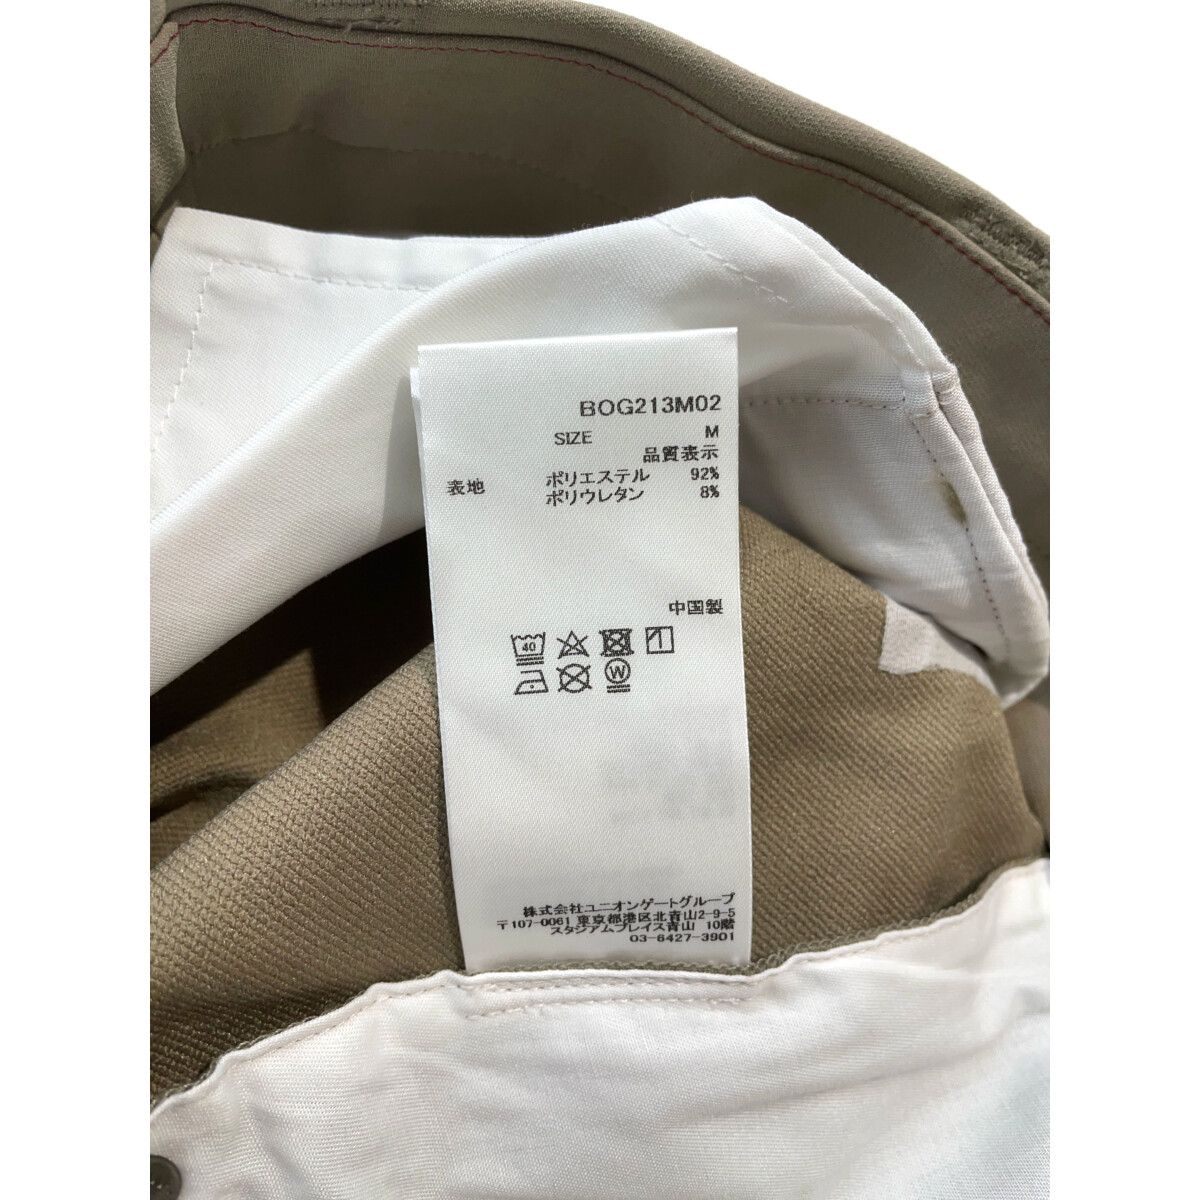 BOG213M02
SIZE M
品質表示
表地 ポリエステル 92%
ポリウレタン 8%
中国製
40
W
株式会社ユニオンゲートグループ
〒107-0061 東京都港区北青山2-9-5
スタジアムプレイス青山 10階
03-6427-3901